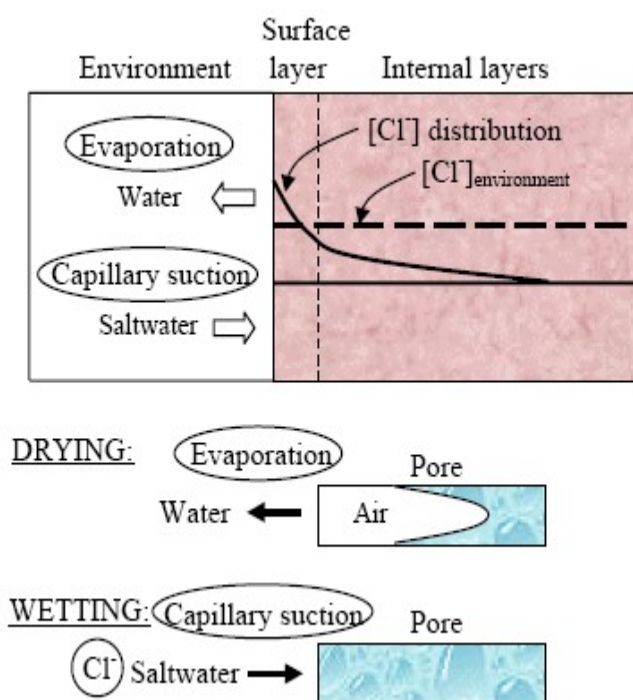 Surface
Environment layer Internal layers
Evaporation
[Cl⁻] distribution
Water
[Cl⁻]environment
Capillary suction
Saltwater
DRYING:
Evaporation
Pore
Water
Air
WETTING:
Capillary suction
Pore
Cl⁻ Saltwater